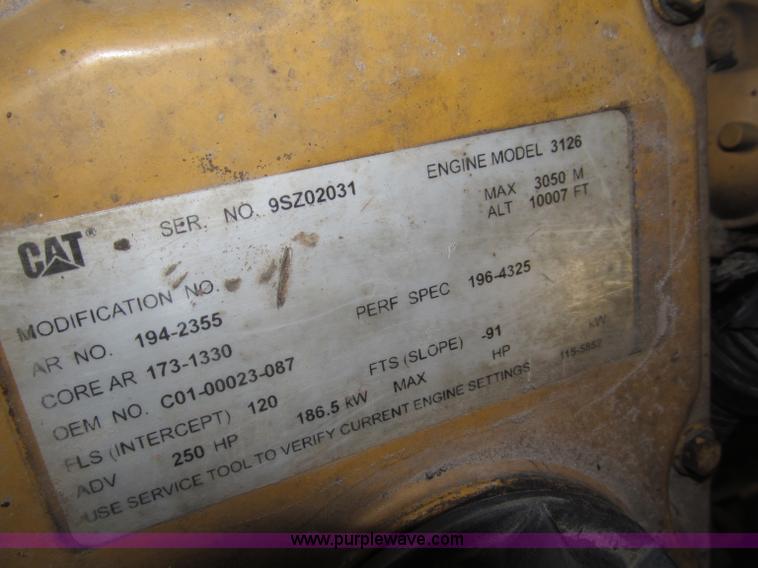 CAT® SER. NO. 9SZ02031 ENGINE MODEL 3126
MAX 3050 M
ALT 10007 FT
MODIFICATION NO.
AR NO. 194-2355 PERF SPEC 196-4325
CORE AR 173-1330
OEM NO. C01-00023-087
FLS (INTERCEPT) 120 FTS (SLOPE) -91
ADV 250 HP 186.5 kW MAX HP kW
USE SERVICE TOOL TO VERIFY CURRENT ENGINE SETTINGS 115-5857
www.purplewave.com